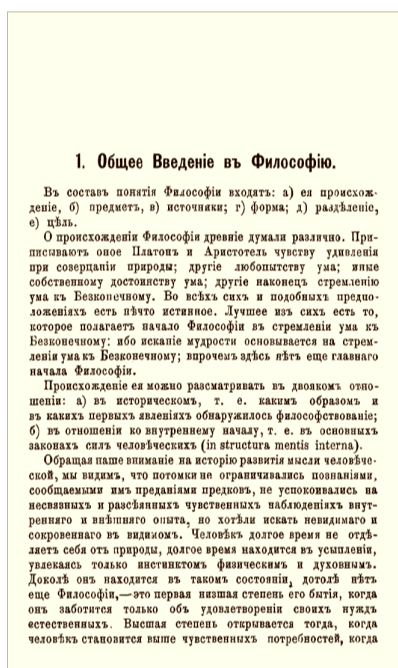 1. Общее Введеніе въ Философію.
Въ составъ понятія Философіи входятъ: а) ея происхож-
деніе, б) предметъ, в) источники; г) форма; д) раздѣленіе,
е) цѣль.
О происхожденіи Философіи древніе думали различно. При-
писываютъ оное Платонъ и Аристотель чувству удивленія
при созерцаніи природы; другіе любопытству ума; иные
собственному достоинству ума; другіе наконецъ стремленію
ума къ Безконечному. Во всѣхъ сихъ и подобныхъ предпо-
ложеніяхъ есть нѣчто истинное. Лучшее изъ сихъ есть то,
которое полагаетъ начало Философіи въ стремленіи ума къ
Безконечному: ибо исканіе мудрости основывается на стрем-
леніи ума къ Безконечному; впрочемъ здѣсь нѣтъ еще главнаго
начала Философіи.
Происхожденіе ея можно разсматривать въ двоякомъ отно-
шеніи: а) въ историческомъ, т. е. какимъ образомъ и
въ какихъ первыхъ явленіяхъ обнаружилось философствованіе;
б) въ отношеніи ко внутреннему началу, т. е. въ основныхъ
законахъ силъ человѣческихъ (in structura mentis interna).
Обращая наше вниманіе на исторію развитія мысли человѣче-
ской, мы видимъ, что потомки не ограничивались познаніями,
сообщаемыми имъ преданіями предковъ, не успокоивались на
несвязныхъ и разсѣянныхъ чувственныхъ наблюденіяхъ внут-
ренняго и внѣшняго опыта, но хотѣли искать невидимаго и
сокровеннаго въ видимомъ. Человѣкъ долгое время не отдѣ-
ляетъ себя отъ природы, долгое время находится въ усыпленіи,
увлекаясь только инстинктомъ физическимъ и духовнымъ.
Доколѣ онъ находится въ такомъ состояніи, дотолѣ нѣтъ
еще Философіи,—это первая низшая степень его бытія, когда
онъ заботится только объ удовлетвореніи своихъ нуждъ
естественныхъ. Высшая степень открывается тогда, когда
человѣкъ становится выше чувственныхъ потребностей, когда